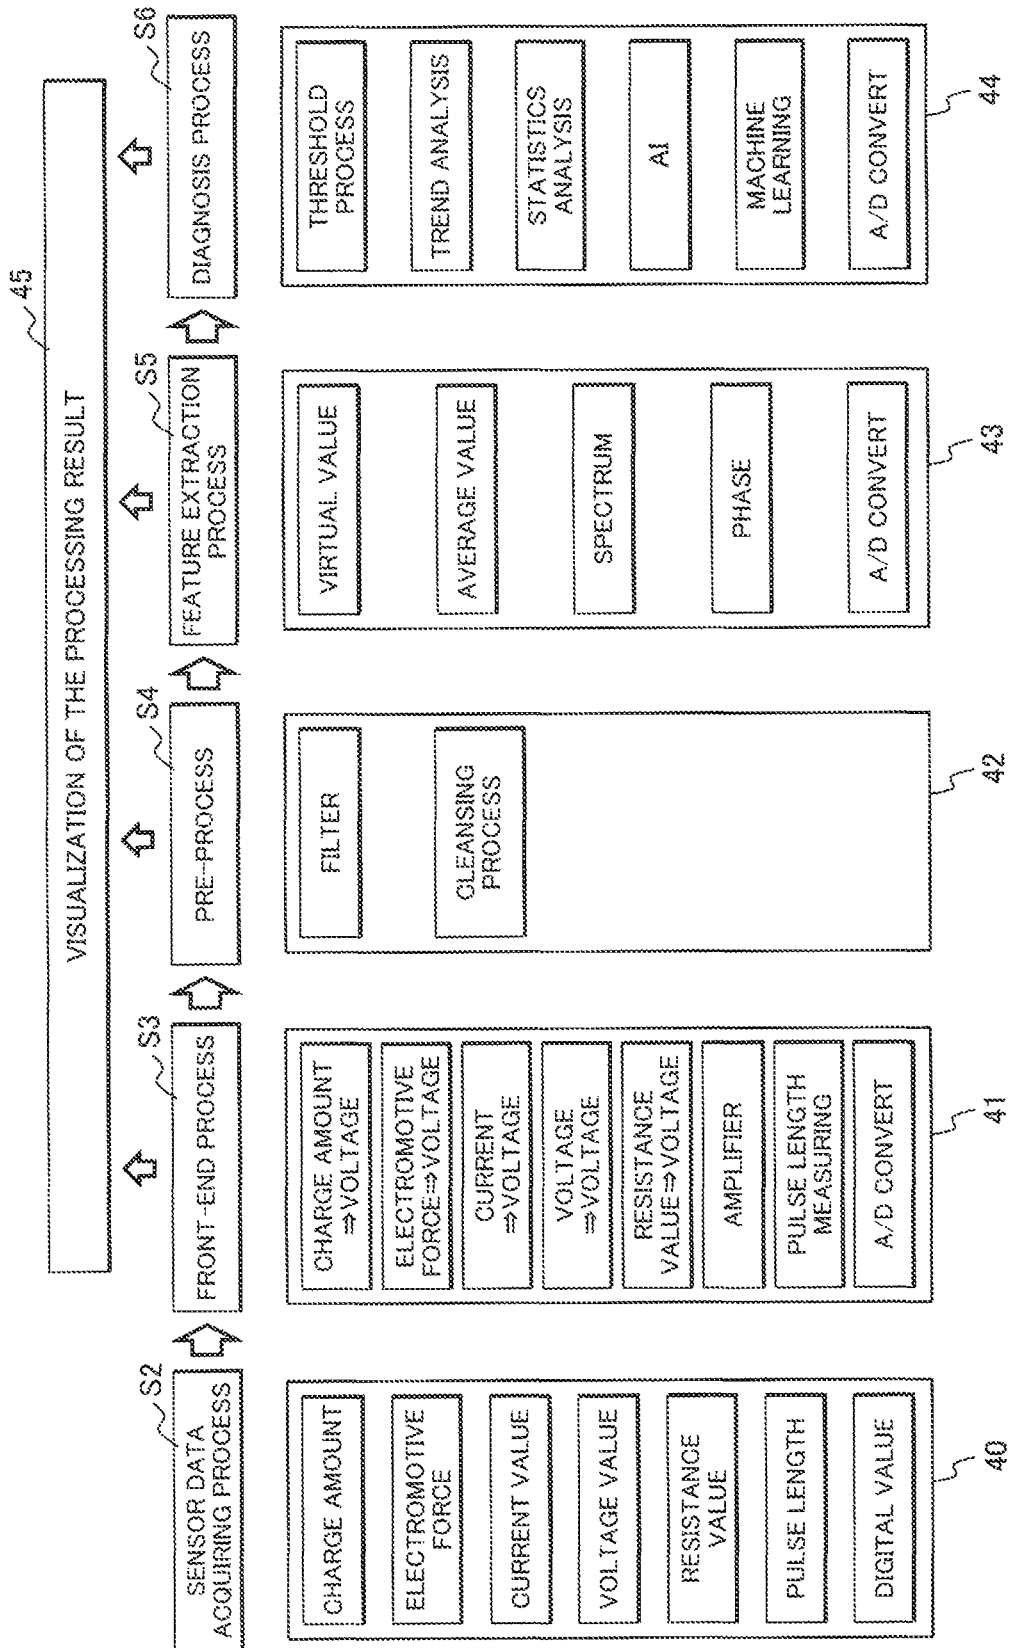 45
VISUALIZATION OF THE PROCESSING RESULT
S2
SENSOR DATA
ACQUIRING PROCESS
S3
FRONT-END PROCESS
S4
PRE-PROCESS
S5
FEATURE EXTRACTION
PROCESS
S6
DIAGNOSIS PROCESS
CHARGE AMOUNT
ELECTROMOTIVE
FORCE
CURRENT VALUE
VOLTAGE VALUE
RESISTANCE
VALUE
PULSE LENGTH
DIGITAL VALUE
40
CHARGE AMOUNT
⇒VOLTAGE
ELECTROMOTIVE
FORCE⇒VOLTAGE
CURRENT
⇒VOLTAGE
VOLTAGE
⇒VOLTAGE
RESISTANCE
VALUE⇒VOLTAGE
AMPLIFIER
PULSE LENGTH
MEASURING
A/D CONVERT
41
FILTER
CLEANSING
PROCESS
42
VIRTUAL VALUE
AVERAGE VALUE
SPECTRUM
PHASE
A/D CONVERT
43
THRESHOLD
PROCESS
TREND ANALYSIS
STATISTICS
ANALYSIS
AI
MACHINE
LEARNING
A/D CONVERT
44